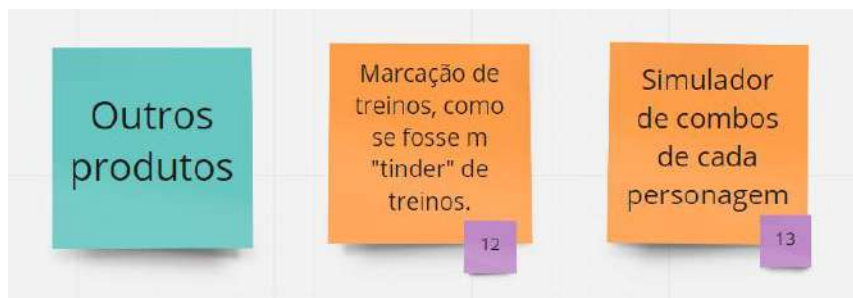 Outros
produtos
Marcação de
treinos, como
se fosse m
"tinder" de
treinos.
12
Simulador
de combos
de cada
personagem
13